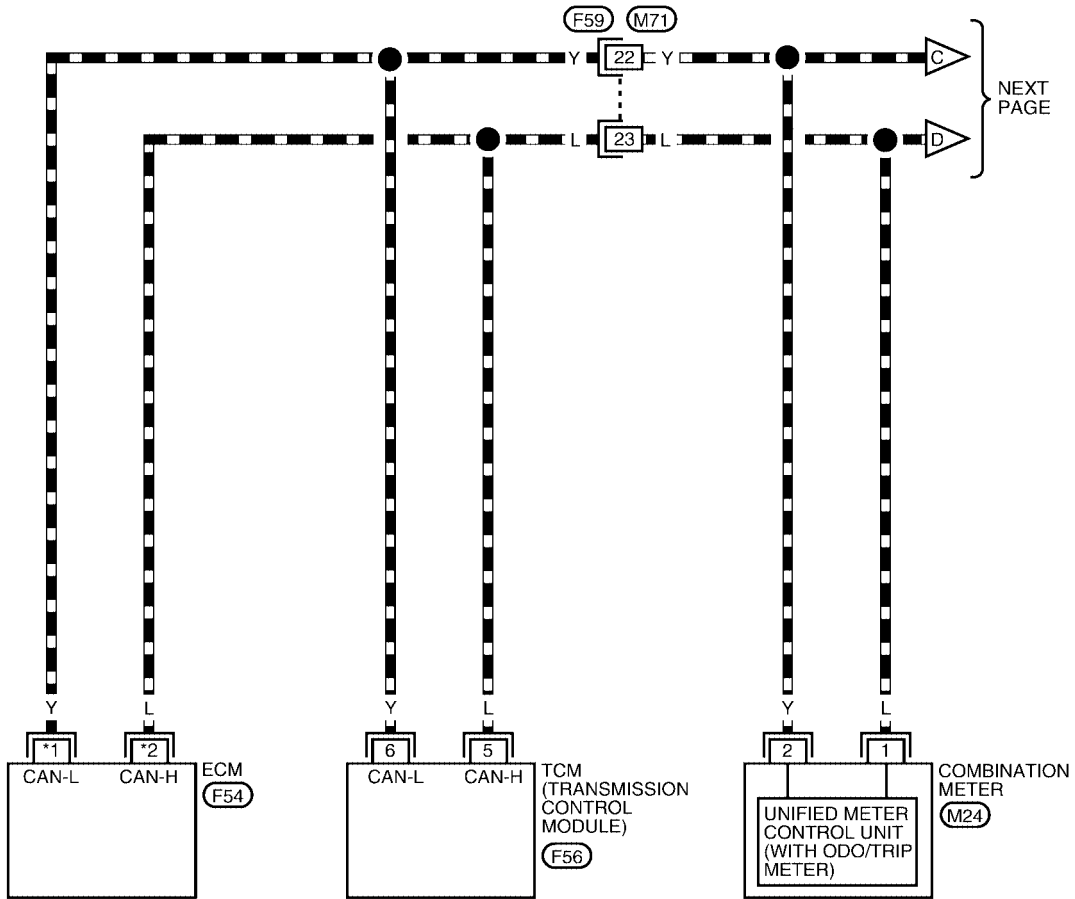 F59 M71
Y 22 Y C
L 23 L D
NEXT
PAGE
Y L Y L Y L
*1 *2 6 5 2 1
CAN-L CAN-H
ECM
F54
CAN-L CAN-H
TCM
(TRANSMISSION
CONTROL
MODULE)
F56
COMBINATION
METER
M24
UNIFIED METER
CONTROL UNIT
(WITH ODO/TRIP
METER)